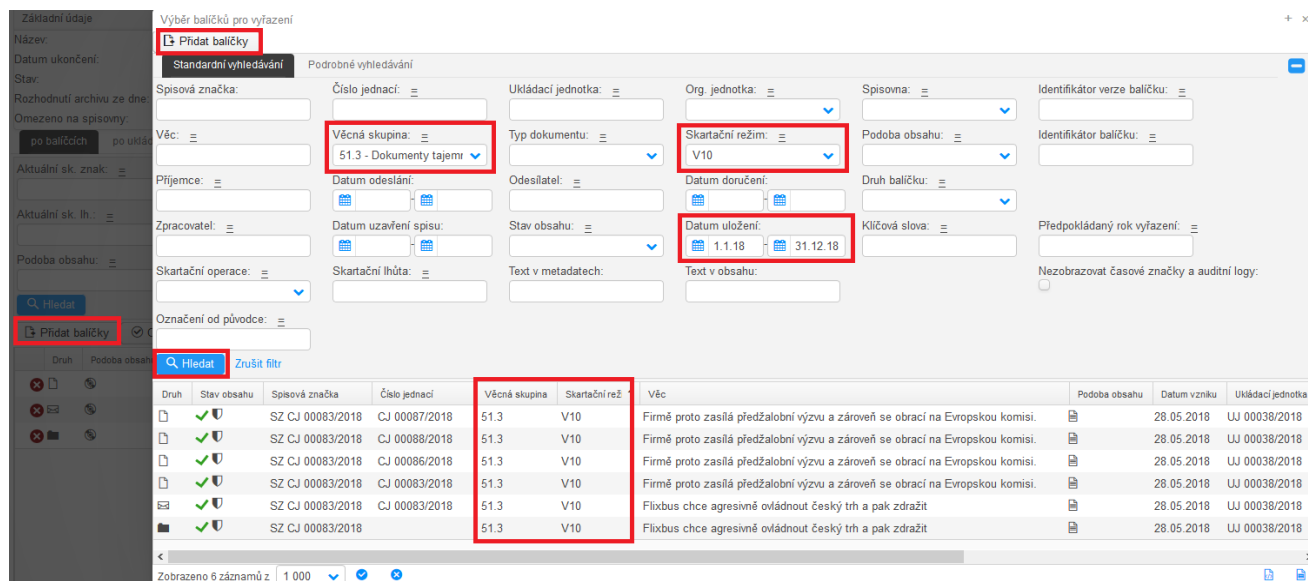 Základní údaje
Název:
Datum ukončení:
Stav:
Rozhodnutí archivu ze dne:
Omezeno na spisovny:
po balíčcích po uklád
Aktuální sk. znak: =
Aktuální sk. lh.: =
Podoba obsahu: =
Hledat
Přidat balíčky
Druh Podoba obsah
Výběr balíčků pro vyřazení
Přidat balíčky
Standardní vyhledávání Podrobné vyhledávání
Spisová značka: Číslo jednací: = Ukládací jednotka: = Org. jednotka: = Spisovna: = Identifikátor verze balíčku: =
Věc: = Věcná skupina: = Typ dokumentu: = Skartační režim: = Podoba obsahu: = Identifikátor balíčku: =
51.3 - Dokumenty tajemr V10
Příjemce: = Datum odeslání: Odesílatel: = Datum doručení: Druh balíčku: =
- -
Zpracovatel: = Datum uzavření spisu: Stav obsahu: = Datum uložení: Klíčová slova: = Předpokládaný rok vyřazení: =
- 1.1.18 - 31.12.18
Skartační operace: = Skartační lhůta: = Text v metadatech: Text v obsahu: Nezobrazovat časové značky a auditní logy:
Označení od původce: =
Hledat Zrušit filtr
Druh Stav obsahu Spisová značka Číslo jednací Věcná skupina Skartační rež Věc Podoba obsahu Datum vzniku Ukládací jednotka
SZ CJ 00083/2018 CJ 00087/2018 51.3 V10 Firmě proto zasílá předžalobní výzvu a zároveň se obrací na Evropskou komisi. 28.05.2018 UJ 00038/2018
SZ CJ 00083/2018 CJ 00088/2018 51.3 V10 Firmě proto zasílá předžalobní výzvu a zároveň se obrací na Evropskou komisi. 28.05.2018 UJ 00038/2018
SZ CJ 00083/2018 CJ 00086/2018 51.3 V10 Firmě proto zasílá předžalobní výzvu a zároveň se obrací na Evropskou komisi. 28.05.2018 UJ 00038/2018
SZ CJ 00083/2018 CJ 00085/2018 51.3 V10 Firmě proto zasílá předžalobní výzvu a zároveň se obrací na Evropskou komisi. 28.05.2018 UJ 00038/2018
SZ CJ 00083/2018 CJ 00083/2018 51.3 V10 Flixbus chce agresivně ovládnout český trh a pak zdražit 28.05.2018 UJ 00038/2018
SZ CJ 00083/2018 51.3 V10 Flixbus chce agresivně ovládnout český trh a pak zdražit 28.05.2018 UJ 00038/2018
Zobrazeno 6 záznamů z 1 000